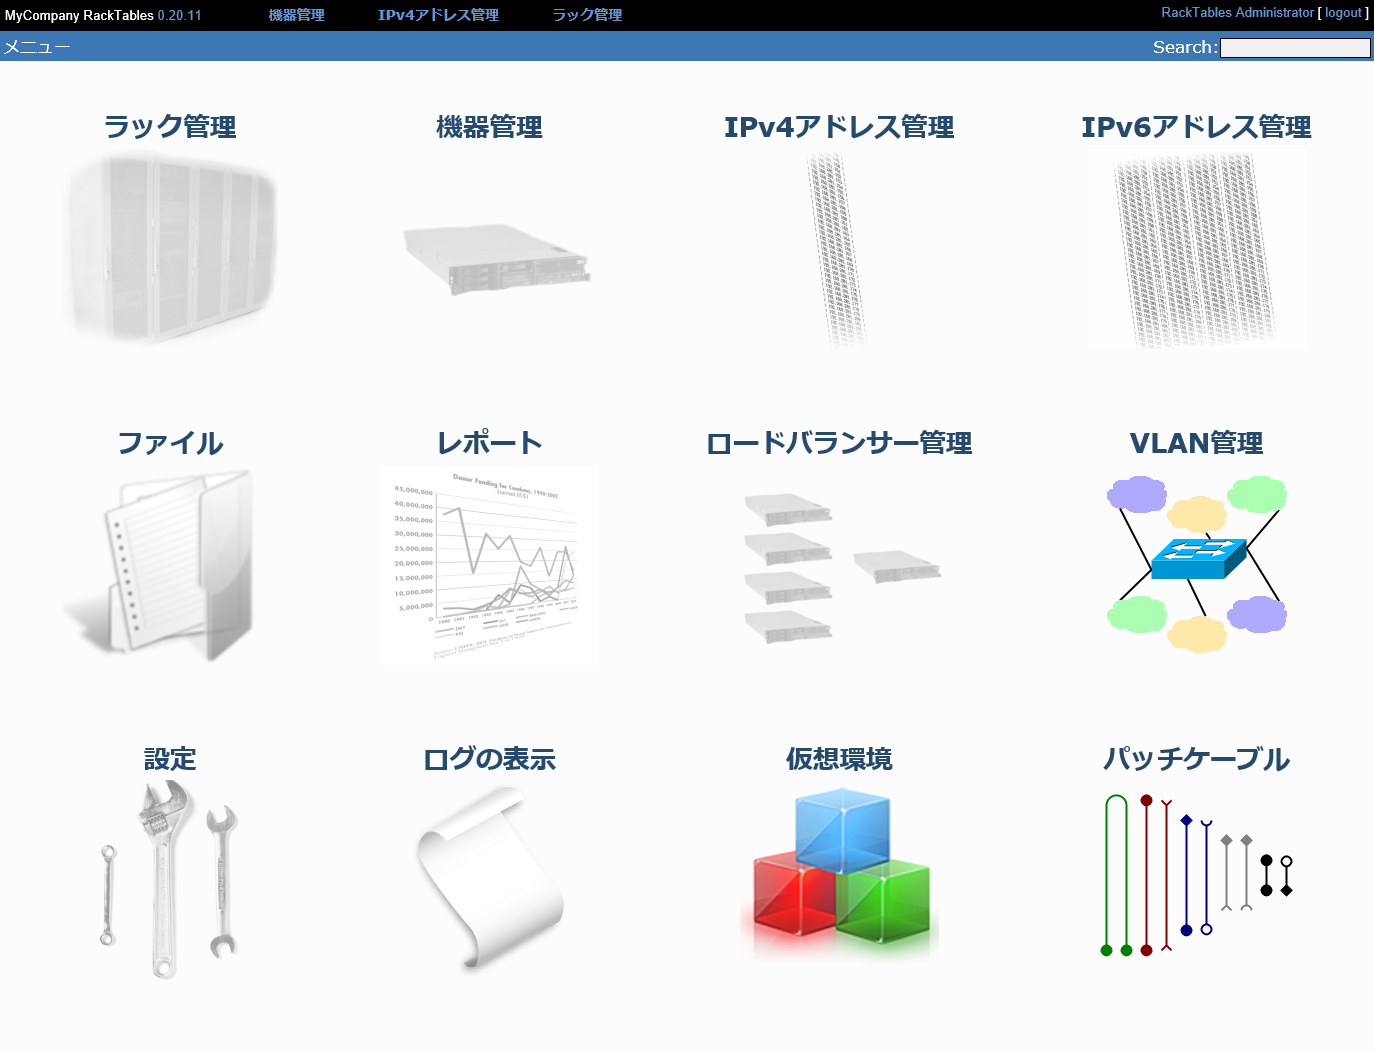 MyCompany RackTables 0.20.11 機器管理 IPv4アドレス管理 ラック管理 RackTables Administrator [ logout ]
メニュー Search:
ラック管理 機器管理 IPv4アドレス管理 IPv6アドレス管理
ファイル レポート ロードバランサー管理 VLAN管理
Donor Funding for Condoms, 1990-2002
45,000,000
40,000,000
35,000,000
30,000,000
25,000,000
20,000,000
15,000,000
10,000,000
5,000,000
0
設定 ログの表示 仮想環境 パッチケーブル